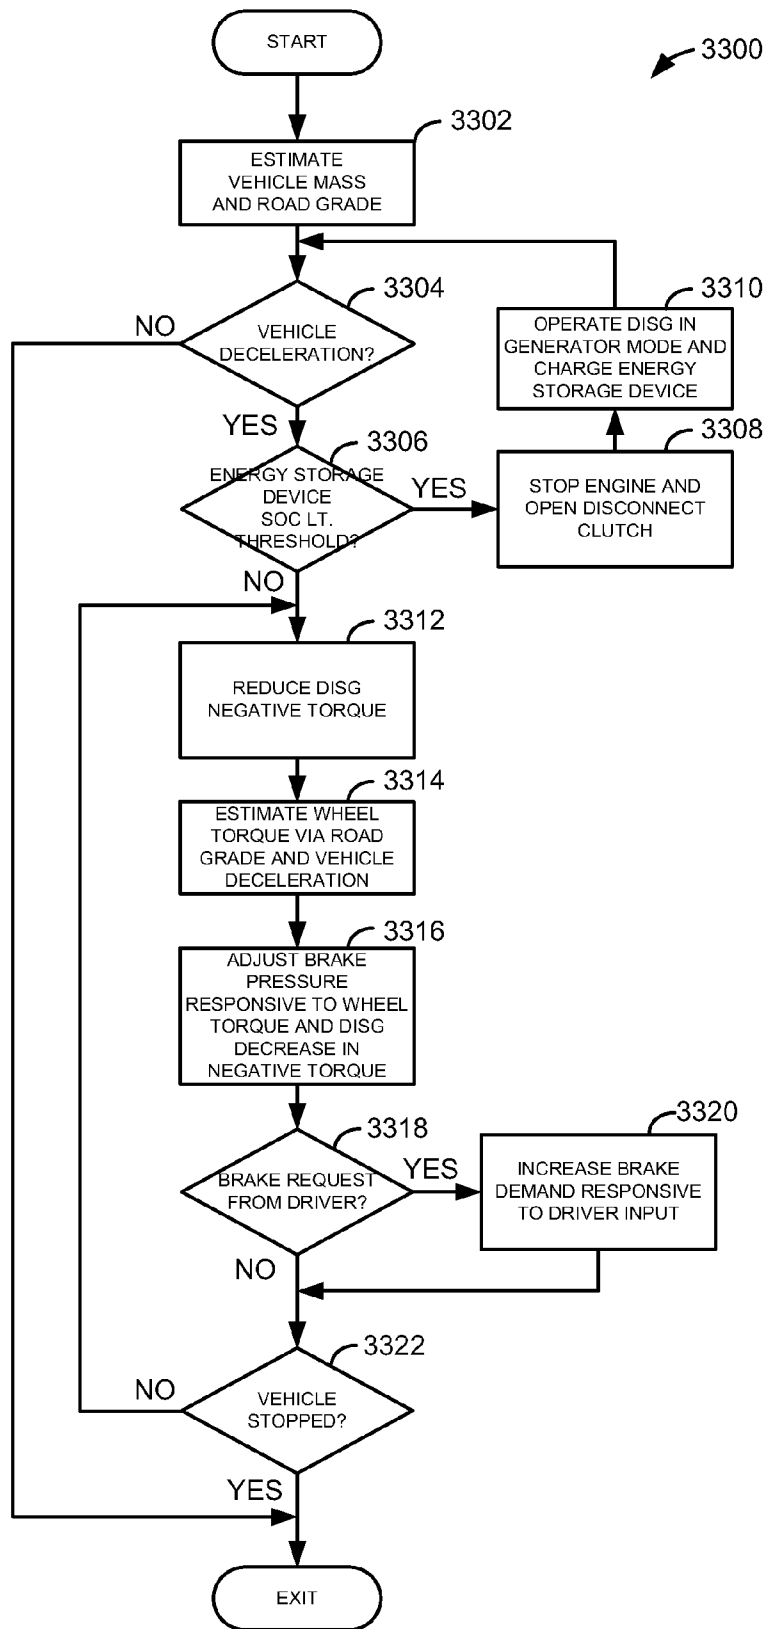 START
3300
3302
ESTIMATE
VEHICLE MASS
AND ROAD GRADE
3304
NO
VEHICLE
DECELERATION?
3310
OPERATE DISG IN
GENERATOR MODE AND
CHARGE ENERGY
STORAGE DEVICE
YES
3306
ENERGY STORAGE
DEVICE
SOC LT.
THRESHOLD?
YES
3308
STOP ENGINE AND
OPEN DISCONNECT
CLUTCH
NO
3312
REDUCE DISG
NEGATIVE TORQUE
3314
ESTIMATE WHEEL
TORQUE VIA ROAD
GRADE AND VEHICLE
DECELERATION
3316
ADJUST BRAKE
PRESSURE
RESPONSIVE TO WHEEL
TORQUE AND DISG
DECREASE IN
NEGATIVE TORQUE
3318
BRAKE REQUEST
FROM DRIVER?
YES
3320
INCREASE BRAKE
DEMAND RESPONSIVE
TO DRIVER INPUT
NO
3322
NO
VEHICLE
STOPPED?
YES
EXIT